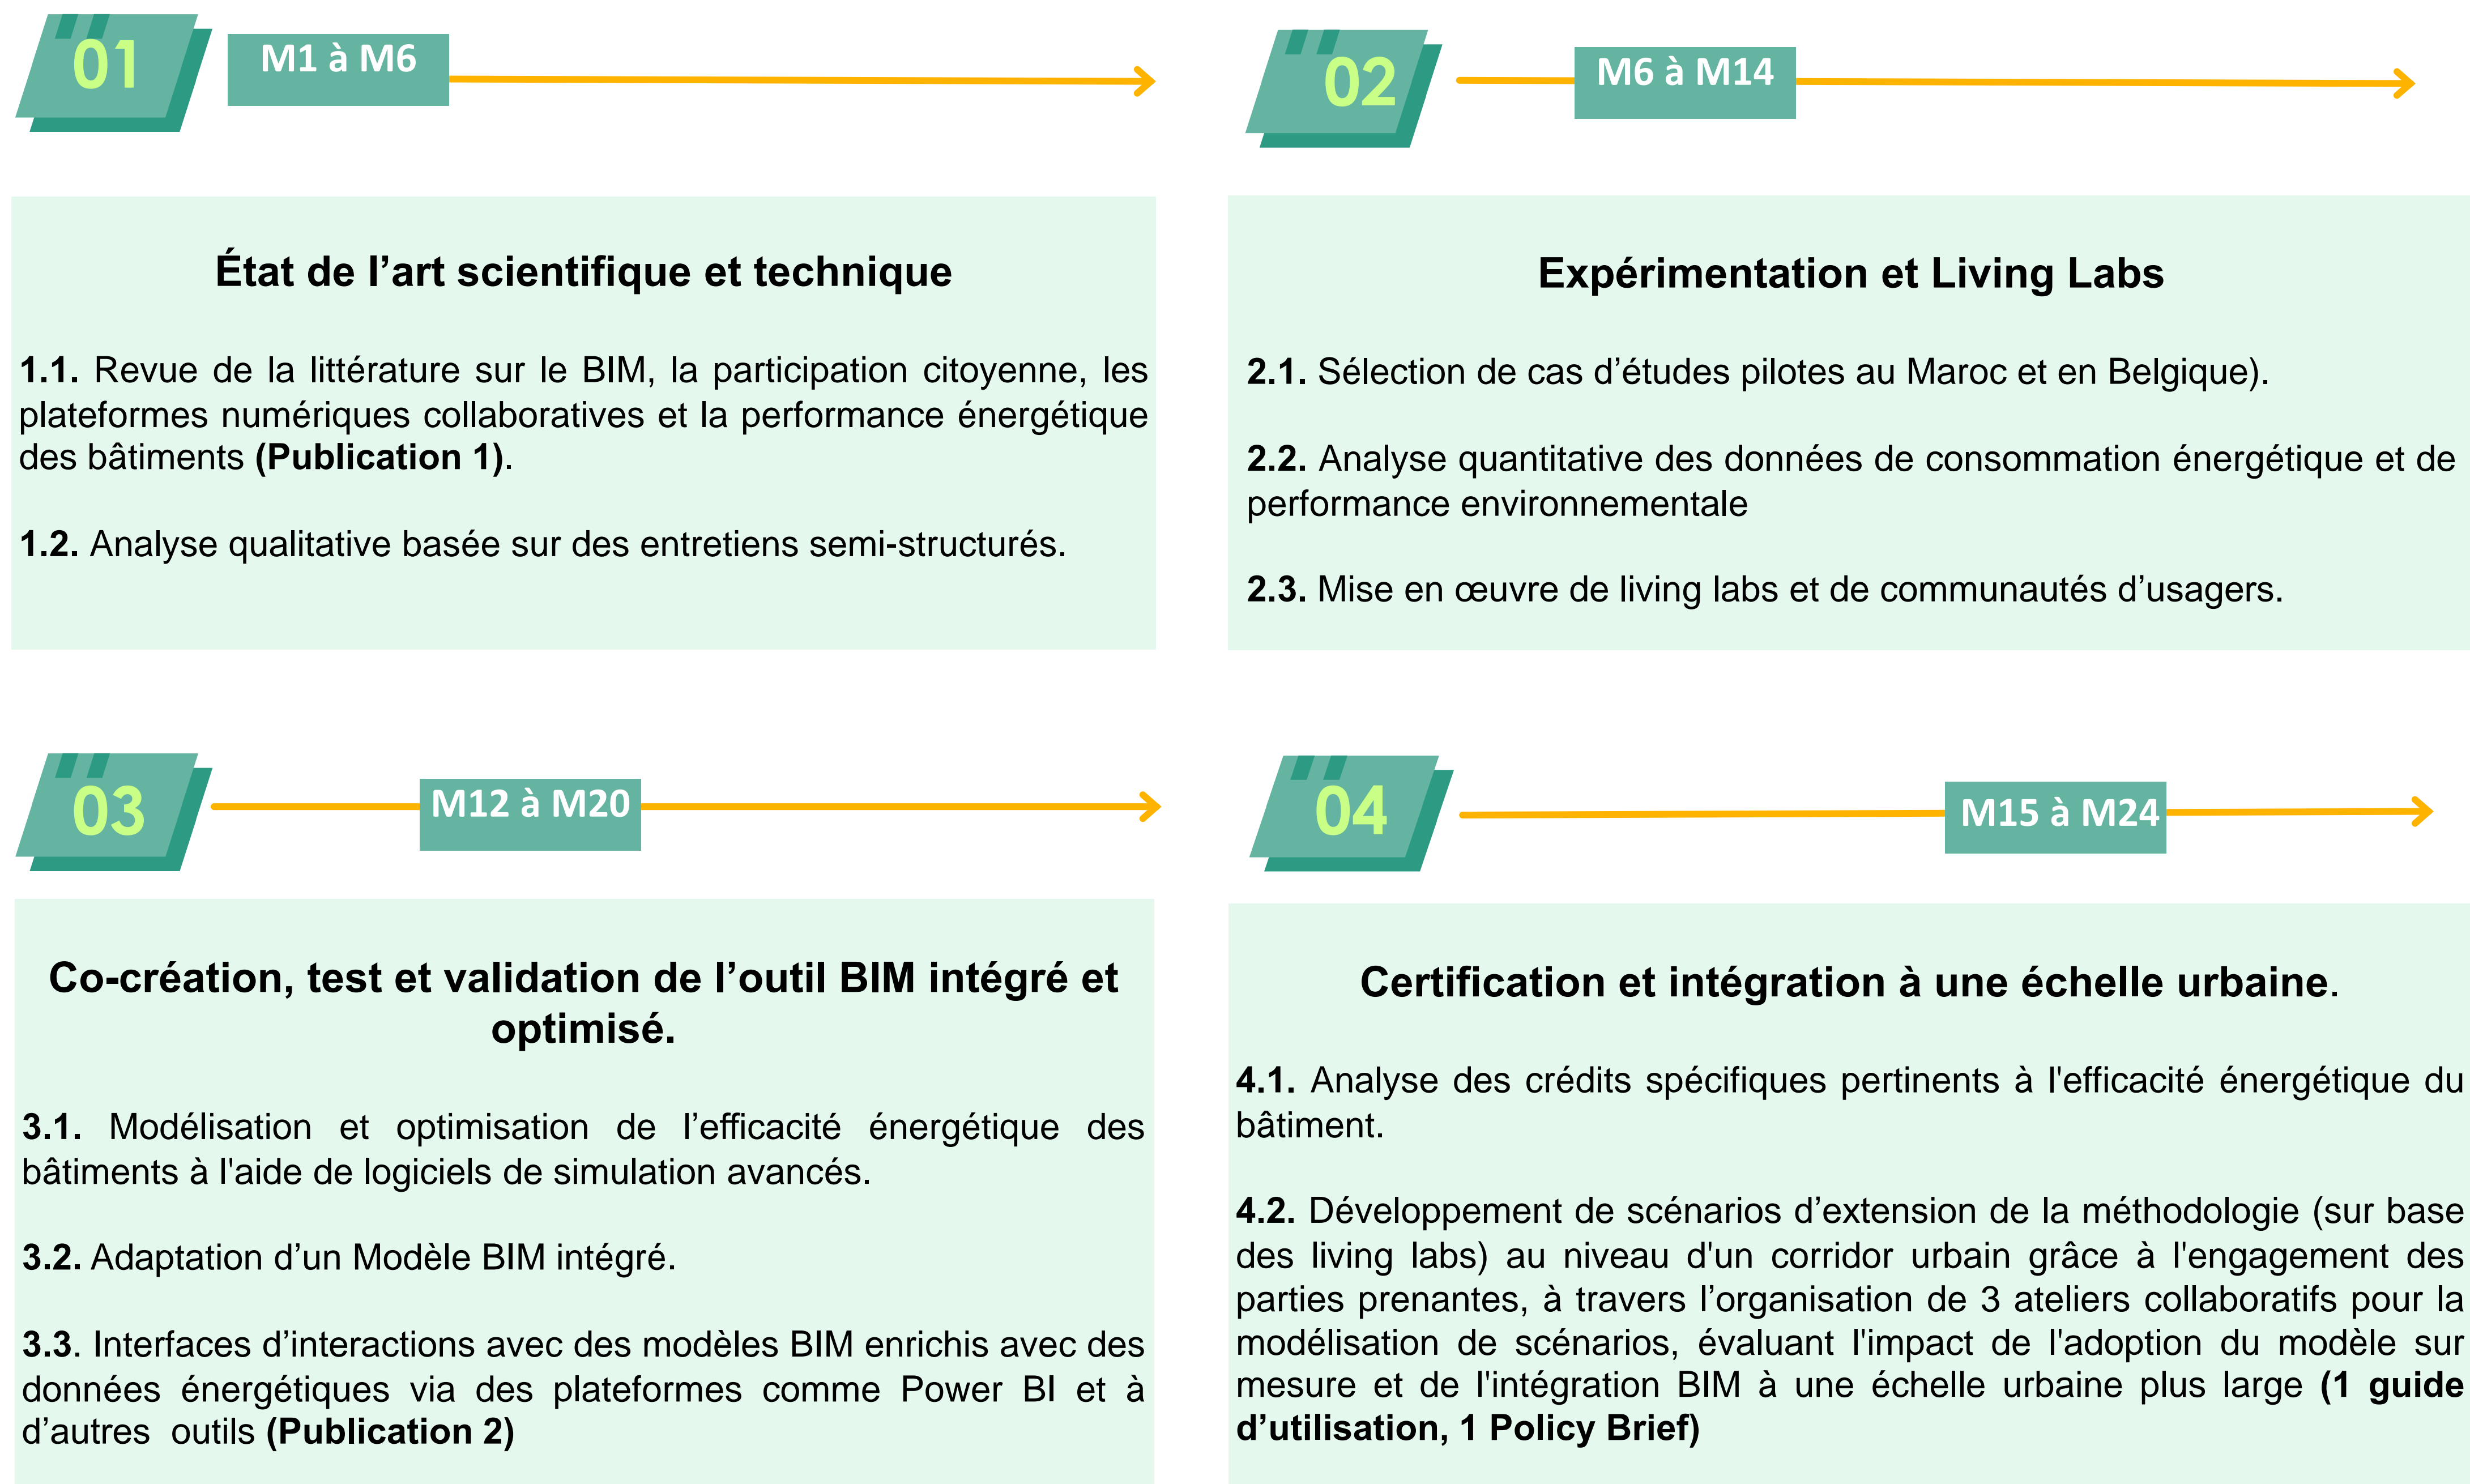 01
M1 à M6
État de l’art scientifique et technique
1.1. Revue de la littérature sur le BIM, la participation citoyenne, les
plateformes numériques collaboratives et la performance énergétique
des bâtiments (Publication 1).
1.2. Analyse qualitative basée sur des entretiens semi-structurés.
02
M6 à M14
Expérimentation et Living Labs
2.1. Sélection de cas d’études pilotes au Maroc et en Belgique).
2.2. Analyse quantitative des données de consommation énergétique et de
performance environnementale
2.3. Mise en œuvre de living labs et de communautés d’usagers.
03
M12 à M20
Co-création, test et validation de l’outil BIM intégré et
optimisé.
3.1. Modélisation et optimisation de l’efficacité énergétique des
bâtiments à l'aide de logiciels de simulation avancés.
3.2. Adaptation d’un Modèle BIM intégré.
3.3. Interfaces d’interactions avec des modèles BIM enrichis avec des
données énergétiques via des plateformes comme Power BI et à
d’autres outils (Publication 2)
04
M15 à M24
Certification et intégration à une échelle urbaine.
4.1. Analyse des crédits spécifiques pertinents à l'efficacité énergétique du
bâtiment.
4.2. Développement de scénarios d’extension de la méthodologie (sur base
des living labs) au niveau d'un corridor urbain grâce à l'engagement des
parties prenantes, à travers l’organisation de 3 ateliers collaboratifs pour la
modélisation de scénarios, évaluant l'impact de l'adoption du modèle sur
mesure et de l'intégration BIM à une échelle urbaine plus large (1 guide
d’utilisation, 1 Policy Brief)